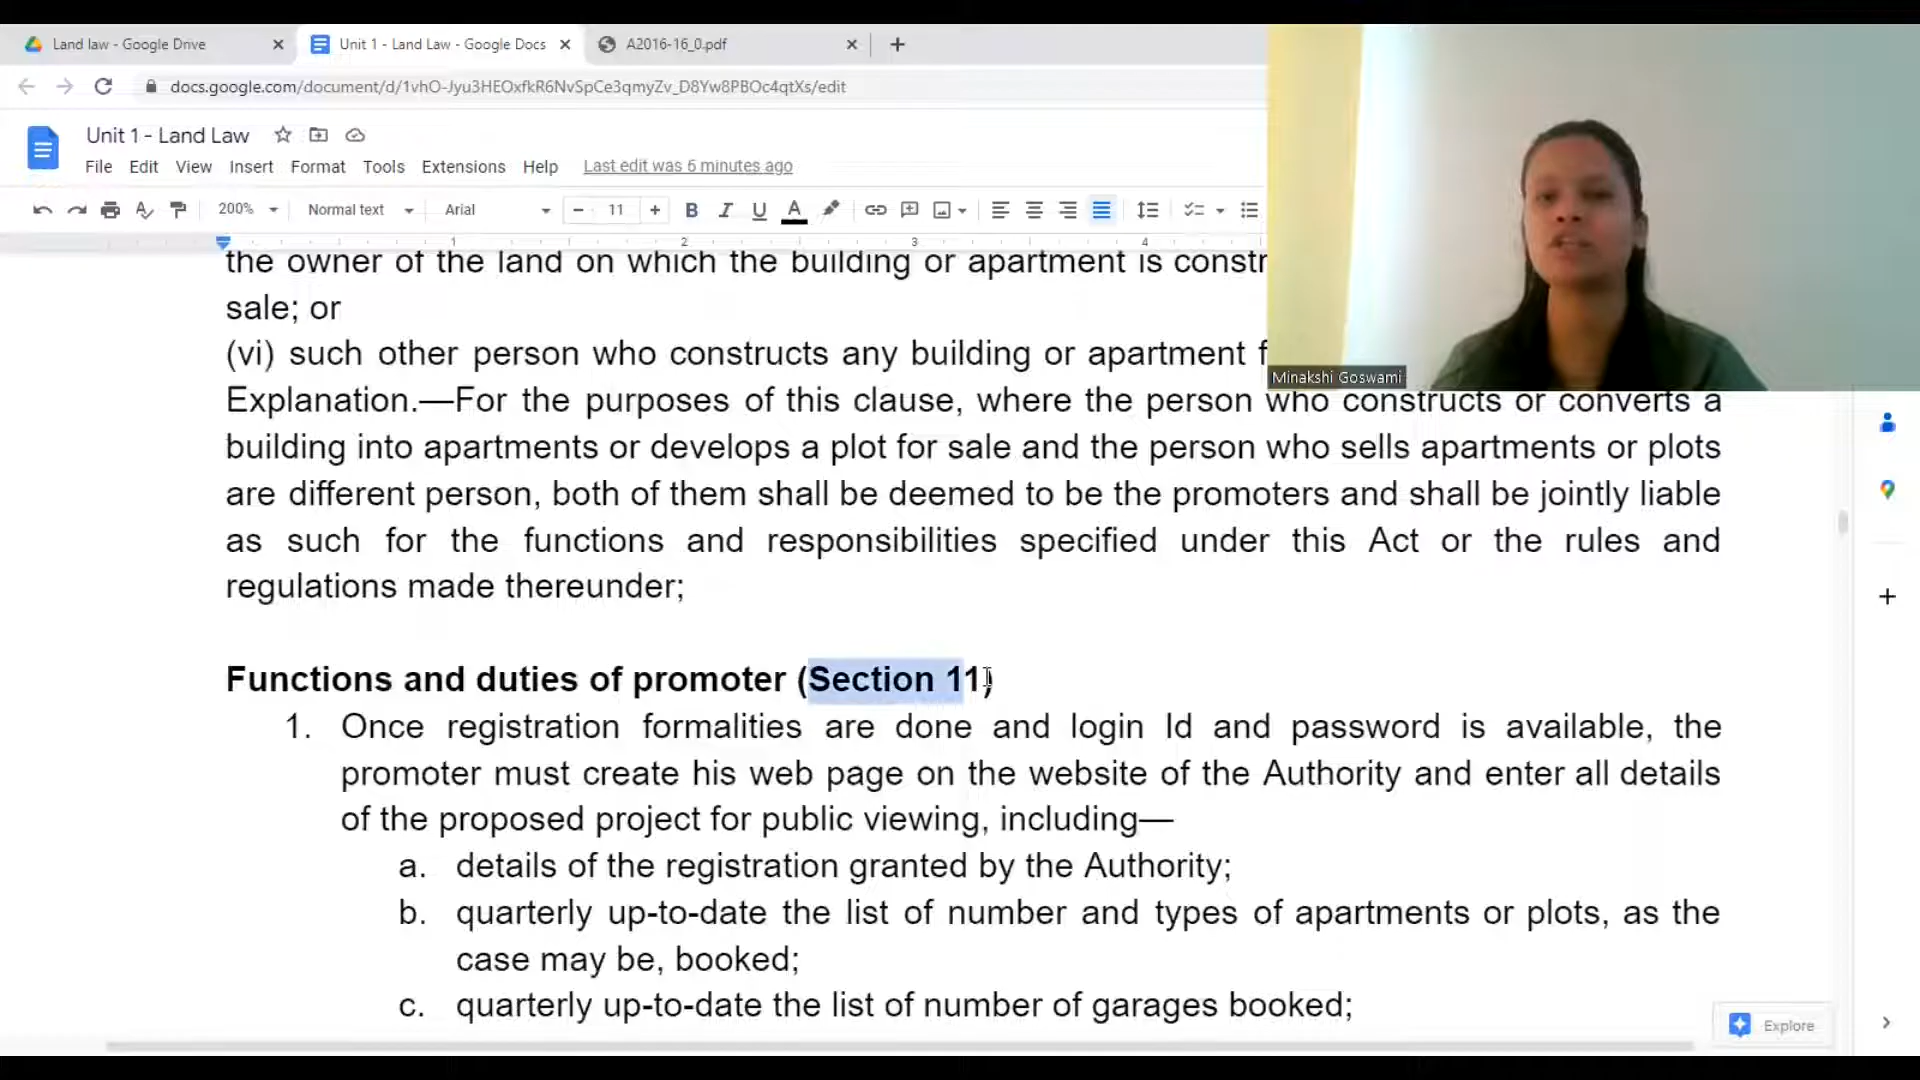 Land law - Google Drive
Unit 1 - Land Law - Google Docs
A2016-16_0.pdf
docs.google.com/document/d/1vhO-Jyu3HEOxfkR6NvSpCe3qmyZv_D8Yw8PBOc4qtXs/edit
Unit 1 - Land Law
File Edit View Insert Format Tools Extensions Help Last edit was 6 minutes ago
200% Normal text Arial 11
1 2 3 4
the owner of the land on which the building or apartment is constr
sale; or
(vi) such other person who constructs any building or apartment f
Minakshi Goswami
Explanation.—For the purposes of this clause, where the person who constructs or converts a
building into apartments or develops a plot for sale and the person who sells apartments or plots
are different person, both of them shall be deemed to be the promoters and shall be jointly liable
as such for the functions and responsibilities specified under this Act or the rules and
regulations made thereunder;
Functions and duties of promoter (Section 11)
1. Once registration formalities are done and login Id and password is available, the
promoter must create his web page on the website of the Authority and enter all details
of the proposed project for public viewing, including—
a. details of the registration granted by the Authority;
b. quarterly up-to-date the list of number and types of apartments or plots, as the
case may be, booked;
c. quarterly up-to-date the list of number of garages booked;
Explore